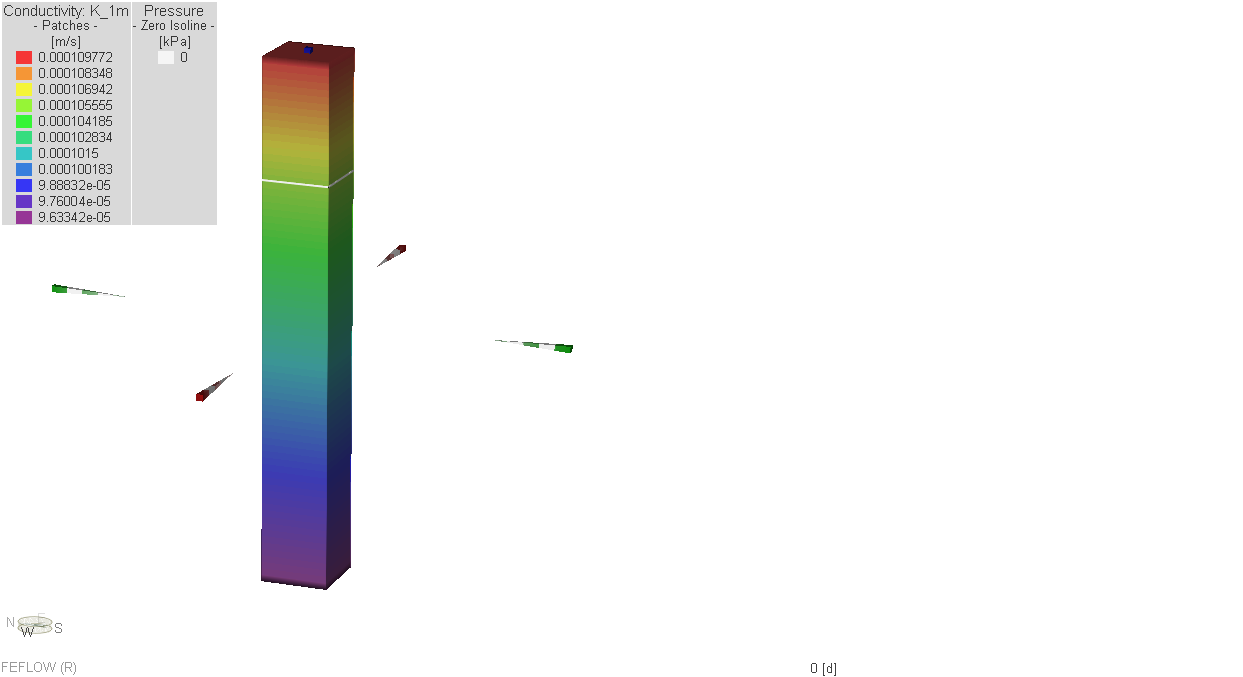 Conductivity: K_1m
- Patches -
[m/s]
0.000109772
0.000108348
0.000106942
0.000105555
0.000104185
0.000102834
0.0001015
0.000100183
9.88832e-05
9.76004e-05
9.63342e-05
Pressure
- Zero Isoline -
[kPa]
0
N E
W S
FEFLOW (R)
0 [d]